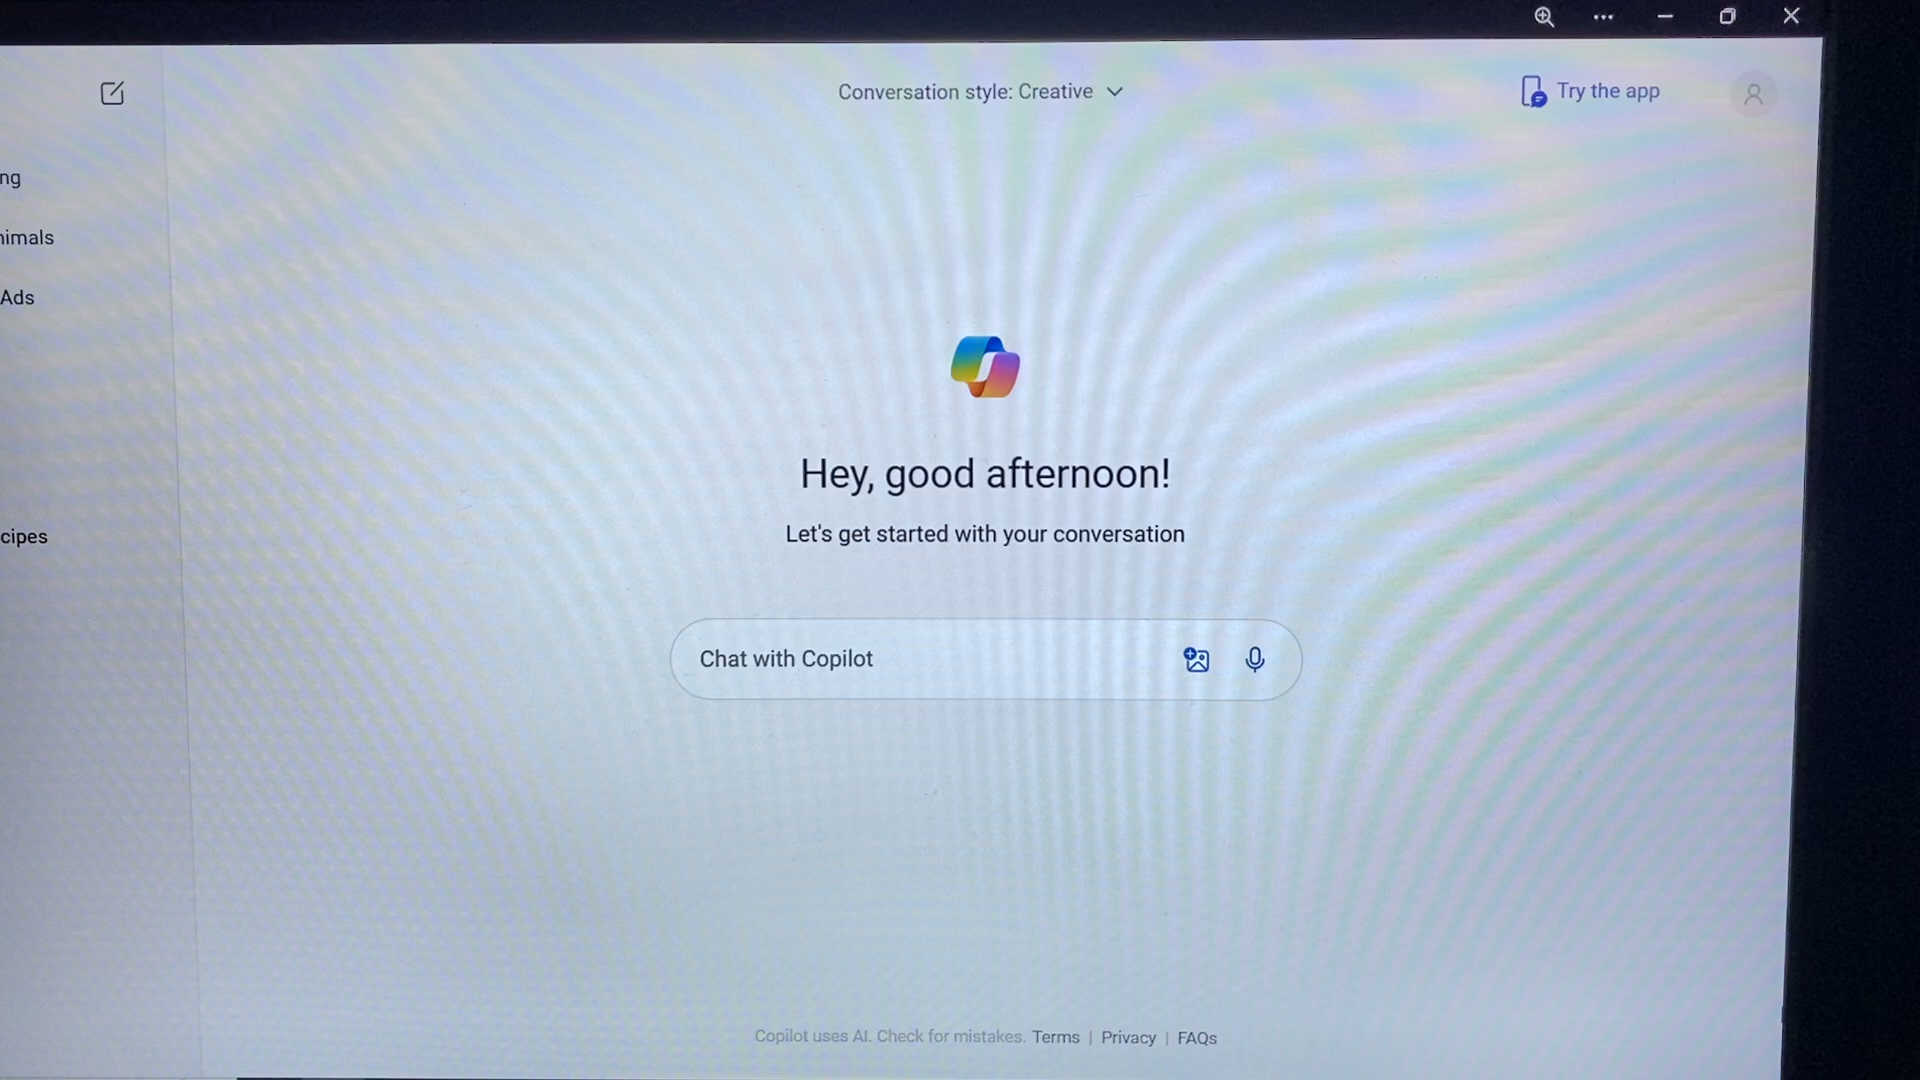 Conversation style: Creative
Try the app
ng
imals
Ads
cipes
Hey, good afternoon!
Let's get started with your conversation
Chat with Copilot
Copilot uses AI. Check for mistakes. Terms | Privacy | FAQs